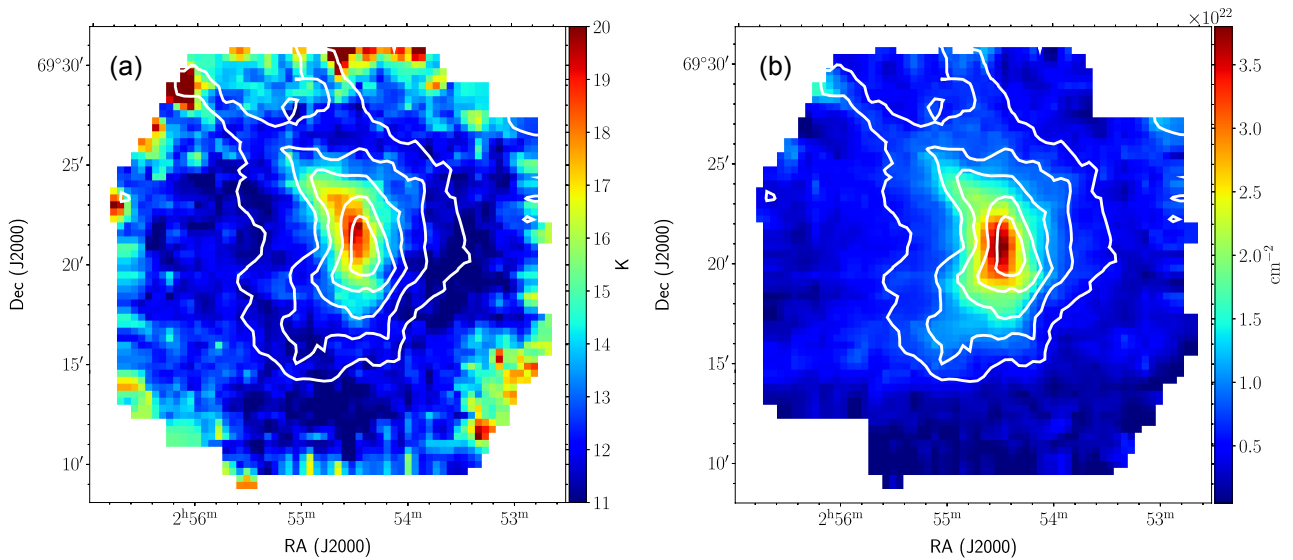 (a)
69°30′
25′
20′
15′
10′
Dec (J2000)
2ʰ56ᵐ
55ᵐ
54ᵐ
53ᵐ
RA (J2000)
20
19
18
17
16
15
14
13
12
11
K
(b)
69°30′
25′
20′
15′
10′
Dec (J2000)
2ʰ56ᵐ
55ᵐ
54ᵐ
53ᵐ
RA (J2000)
×10²²
3.5
3.0
2.5
2.0
1.5
1.0
0.5
cm⁻²